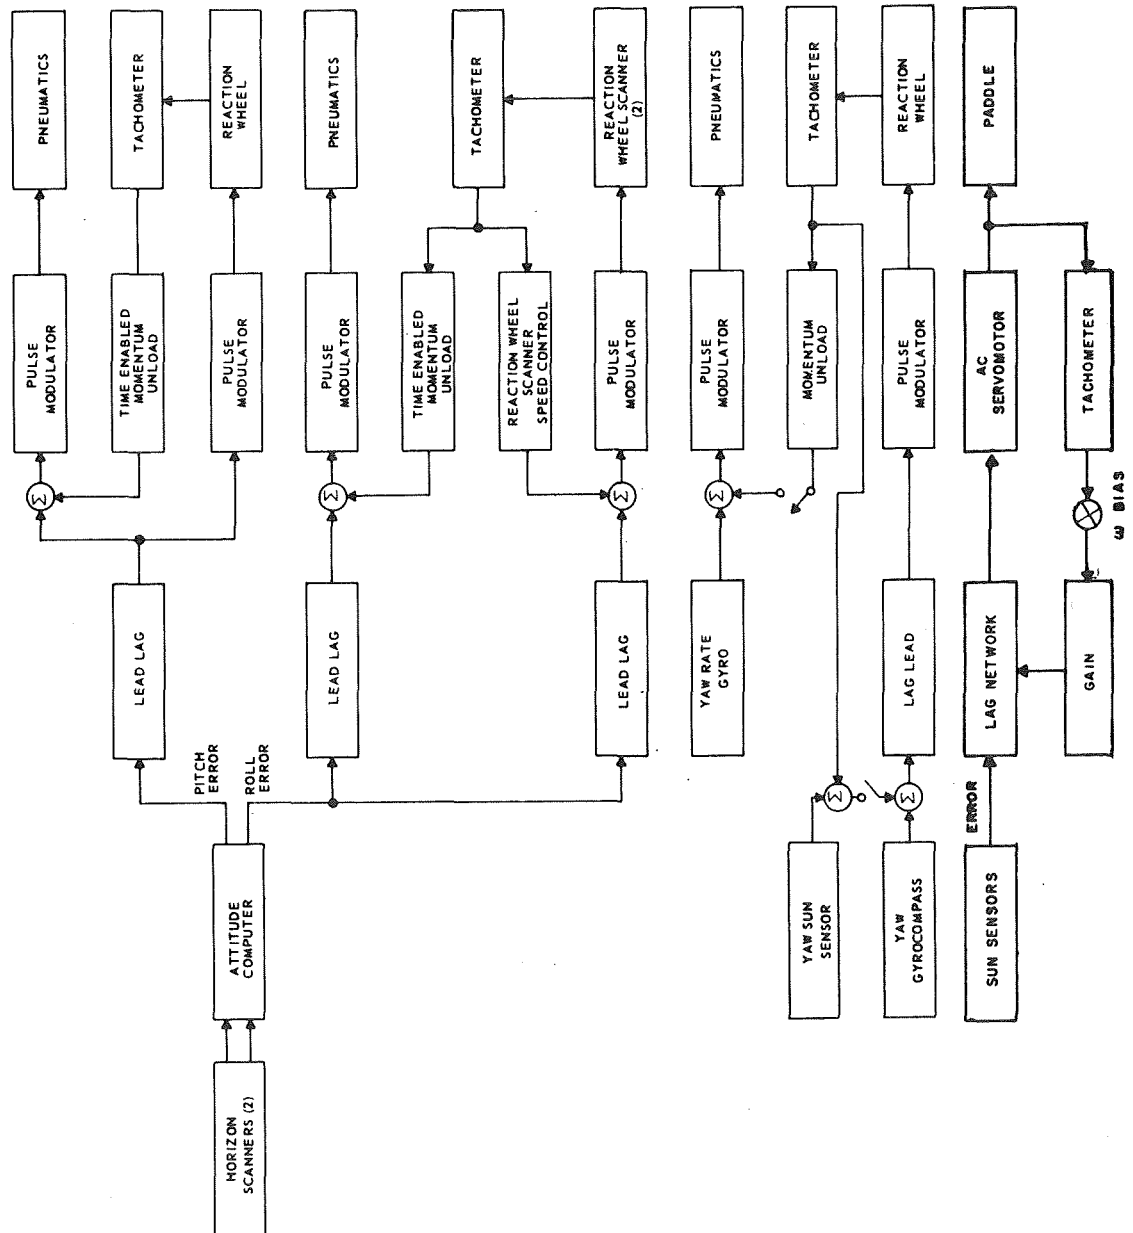 PNEUMATICS
TACHOMETER
REACTION
WHEEL
PNEUMATICS
TACHOMETER
REACTION
WHEEL SCANNER
(2)
PNEUMATICS
TACHOMETER
REACTION
WHEEL
PADDLE
PULSE
MODULATOR
TIME ENABLED
MOMENTUM
UNLOAD
PULSE
MODULATOR
PULSE
MODULATOR
TIME ENABLED
MOMENTUM
UNLOAD
REACTION WHEEL
SCANNER
SPEED CONTROL
PULSE
MODULATOR
PULSE
MODULATOR
MOMENTUM
UNLOAD
PULSE
MODULATOR
AC
SERVOMOTOR
TACHOMETER
Σ
Σ
Σ
Σ
ω BIAS
LEAD LAG
LEAD LAG
LEAD LAG
YAW RATE
GYRO
LAG LEAD
LAG NETWORK
GAIN
PITCH
ERROR
ROLL
ERROR
Σ
Σ
ERROR
ATTITUDE
COMPUTER
YAW SUN
SENSOR
YAW
GYROCOMPASS
SUN SENSORS
HORIZON
SCANNERS (2)